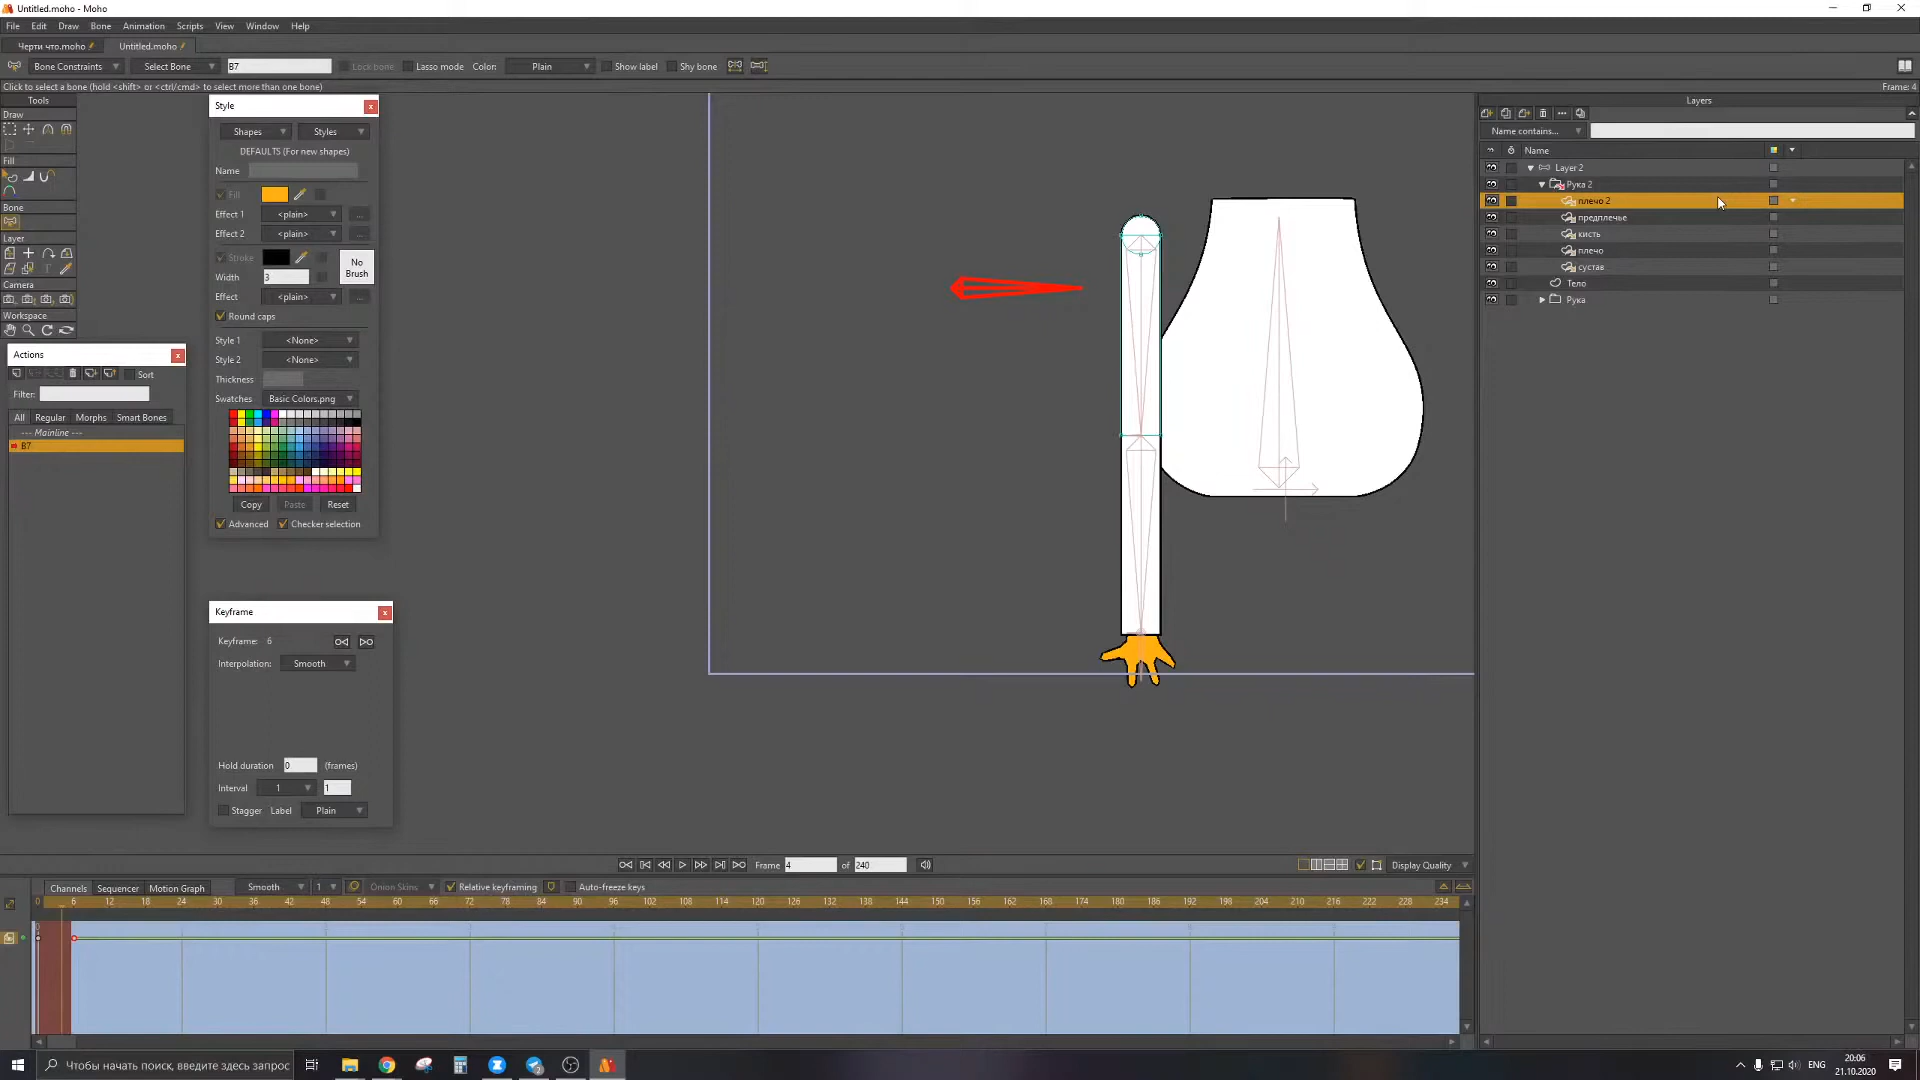 Untitled.moho - Moho
File Edit Draw Bone Animation Scripts View Window Help
Черти что.moho Untitled.moho
Bone Constraints Select Bone B7 Lock bone Lasso mode Color: Plain Show label Shy bone
Click to select a bone (hold <shift> or <ctrl/cmd> to select more than one bone) Frame: 4
Tools
Draw
Fill
Bone
Layer
Camera
Workspace
Style
Shapes Styles
DEFAULTS (For new shapes)
Name
Fill
Effect 1 <plain> ...
Effect 2 <plain> ...
Stroke
Width 3
No Brush
Effect <plain> ...
Round caps
Style 1 <None>
Style 2 <None>
Thickness
Swatches Basic Colors.png
Copy Paste Reset
Advanced Checker selection
Actions
Sort
Filter:
All Regular Morphs Smart Bones
--- Mainline ---
B7
Keyframe
Keyframe: 6
Interpolation: Smooth
Hold duration 0 (frames)
Interval 1 1
Stagger Label Plain
Layers
Name contains...
Name
Layer 2
Рука 2
плечо 2
предплечье
кисть
плечо
сустав
Тело
Рука
Frame 4 of 240 Display Quality
Channels Sequencer Motion Graph Smooth 1 Onion Skins Relative keyframing Auto-freeze keys
0 6 12 18 24 30 36 42 48 54 60 66 72 78 84 90 96 102 108 114 120 126 132 138 144 150 156 162 168 174 180 186 192 198 204 210 216 222 228 234
Чтобы начать поиск, введите здесь запрос
ENG
20:06
21.10.2020